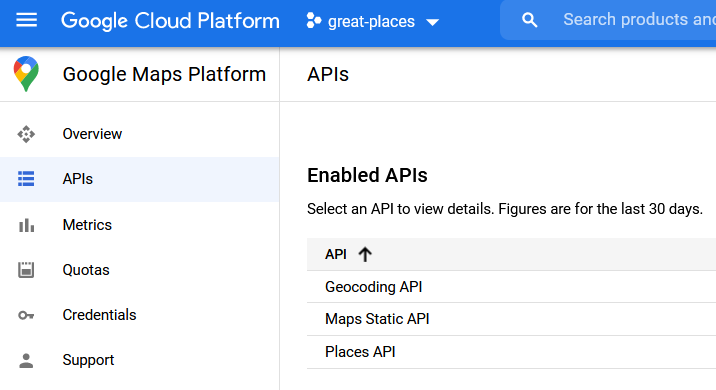 Google Cloud Platform great-places Search products and
Google Maps Platform APIs
Overview
APIs
Metrics
Quotas
Credentials
Support
Enabled APIs
Select an API to view details. Figures are for the last 30 days.
API
Geocoding API
Maps Static API
Places API